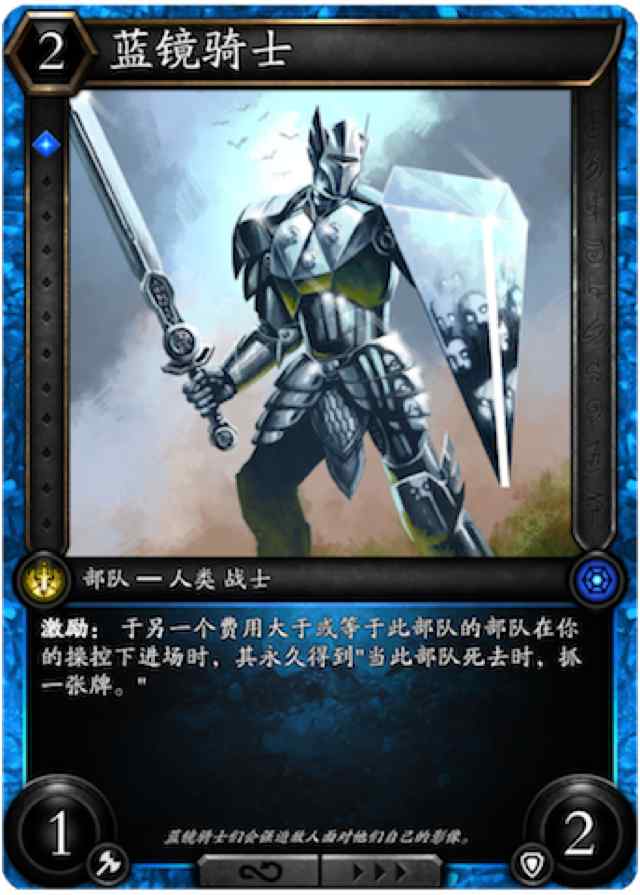 2
蓝镜骑士
部队 — 人类 战士
激励： 于另一个费用大于或等于此部队的部队在你
的操控下进场时，其永久得到"当此部队死去时，抓
一张牌。"
1
蓝镜骑士们会强迫敌人面对他们自己的影像。
2